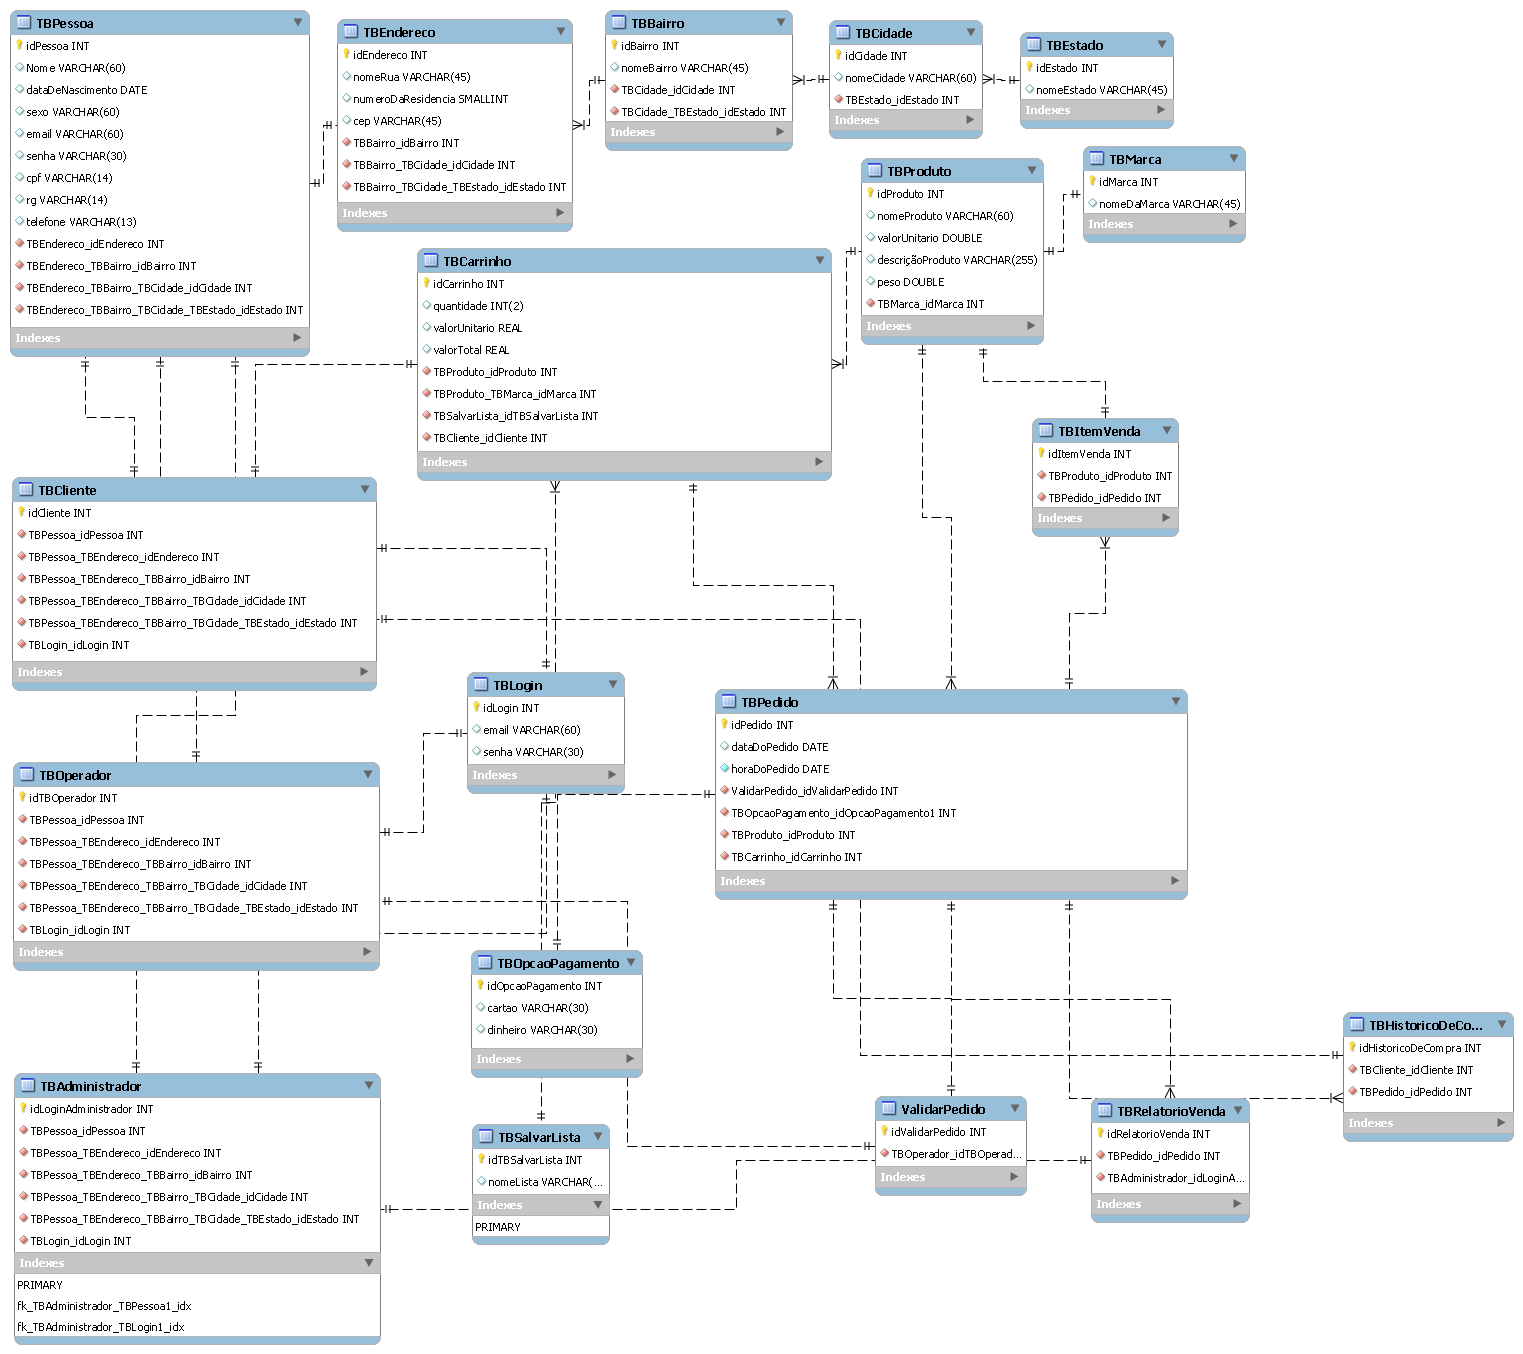 TBPessoa
idPessoa INT
Nome VARCHAR(60)
dataDeNascimento DATE
sexo VARCHAR(60)
email VARCHAR(60)
senha VARCHAR(30)
cpf VARCHAR(14)
rg VARCHAR(14)
telefone VARCHAR(13)
TBEndereco_idEndereco INT
TBEndereco_TBBairro_idBairro INT
TBEndereco_TBBairro_TBCidade_idCidade INT
TBEndereco_TBBairro_TBCidade_TBEstado_idEstado INT
Indexes
TBEndereco
idEndereco INT
nomeRua VARCHAR(45)
numeroDaResidencia SMALLINT
cep VARCHAR(45)
TBBairro_idBairro INT
TBBairro_TBCidade_idCidade INT
TBBairro_TBCidade_TBEstado_idEstado INT
Indexes
TBBairro
idBairro INT
nomeBairro VARCHAR(45)
TBCidade_idCidade INT
TBCidade_TBEstado_idEstado INT
Indexes
TBCidade
idCidade INT
nomeCidade VARCHAR(60)
TBEstado_idEstado INT
Indexes
TBEstado
idEstado INT
nomeEstado VARCHAR(45)
Indexes
TBProduto
idProduto INT
nomeProduto VARCHAR(60)
valorUnitario DOUBLE
descriçãoProduto VARCHAR(255)
peso DOUBLE
TBMarca_idMarca INT
Indexes
TBMarca
idMarca INT
nomeDaMarca VARCHAR(45)
Indexes
TBCarrinho
idCarrinho INT
quantidade INT(2)
valorUnitario REAL
valorTotal REAL
TBProduto_idProduto INT
TBProduto_TBMarca_idMarca INT
TBSalvarLista_idTBSalvarLista INT
TBCliente_idCliente INT
Indexes
TBItemVenda
idItemVenda INT
TBProduto_idProduto INT
TBPedido_idPedido INT
Indexes
TBCliente
idCliente INT
TBPessoa_idPessoa INT
TBPessoa_TBEndereco_idEndereco INT
TBPessoa_TBEndereco_TBBairro_idBairro INT
TBPessoa_TBEndereco_TBBairro_TBCidade_idCidade INT
TBPessoa_TBEndereco_TBBairro_TBCidade_TBEstado_idEstado INT
TBLogin_idLogin INT
Indexes
TBLogin
idLogin INT
email VARCHAR(60)
senha VARCHAR(30)
Indexes
TBPedido
idPedido INT
dataDoPedido DATE
horaDoPedido DATE
ValidarPedido_idValidarPedido INT
TBOpcaoPagamento_idOpcaoPagamento1 INT
TBProduto_idProduto INT
TBCarrinho_idCarrinho INT
Indexes
TBOperador
idTBOperador INT
TBPessoa_idPessoa INT
TBPessoa_TBEndereco_idEndereco INT
TBPessoa_TBEndereco_TBBairro_idBairro INT
TBPessoa_TBEndereco_TBBairro_TBCidade_idCidade INT
TBPessoa_TBEndereco_TBBairro_TBCidade_TBEstado_idEstado INT
TBLogin_idLogin INT
Indexes
TBOpcaoPagamento
idOpcaoPagamento INT
cartao VARCHAR(30)
dinheiro VARCHAR(30)
Indexes
TBHistoricoDeCo...
idHistoricoDeCompra INT
TBCliente_idCliente INT
TBPedido_idPedido INT
Indexes
TBAdministrador
idLoginAdministrador INT
TBPessoa_idPessoa INT
TBPessoa_TBEndereco_idEndereco INT
TBPessoa_TBEndereco_TBBairro_idBairro INT
TBPessoa_TBEndereco_TBBairro_TBCidade_idCidade INT
TBPessoa_TBEndereco_TBBairro_TBCidade_TBEstado_idEstado INT
TBLogin_idLogin INT
Indexes
PRIMARY
fk_TBAdministrador_TBPessoa1_idx
fk_TBAdministrador_TBLogin1_idx
TBSalvarLista
idTBSalvarLista INT
nomeLista VARCHAR(...
Indexes
PRIMARY
ValidarPedido
idValidarPedido INT
TBOperador_idTBOperad...
Indexes
TBRelatorioVenda
idRelatorioVenda INT
TBPedido_idPedido INT
TBAdministrador_idLoginA...
Indexes